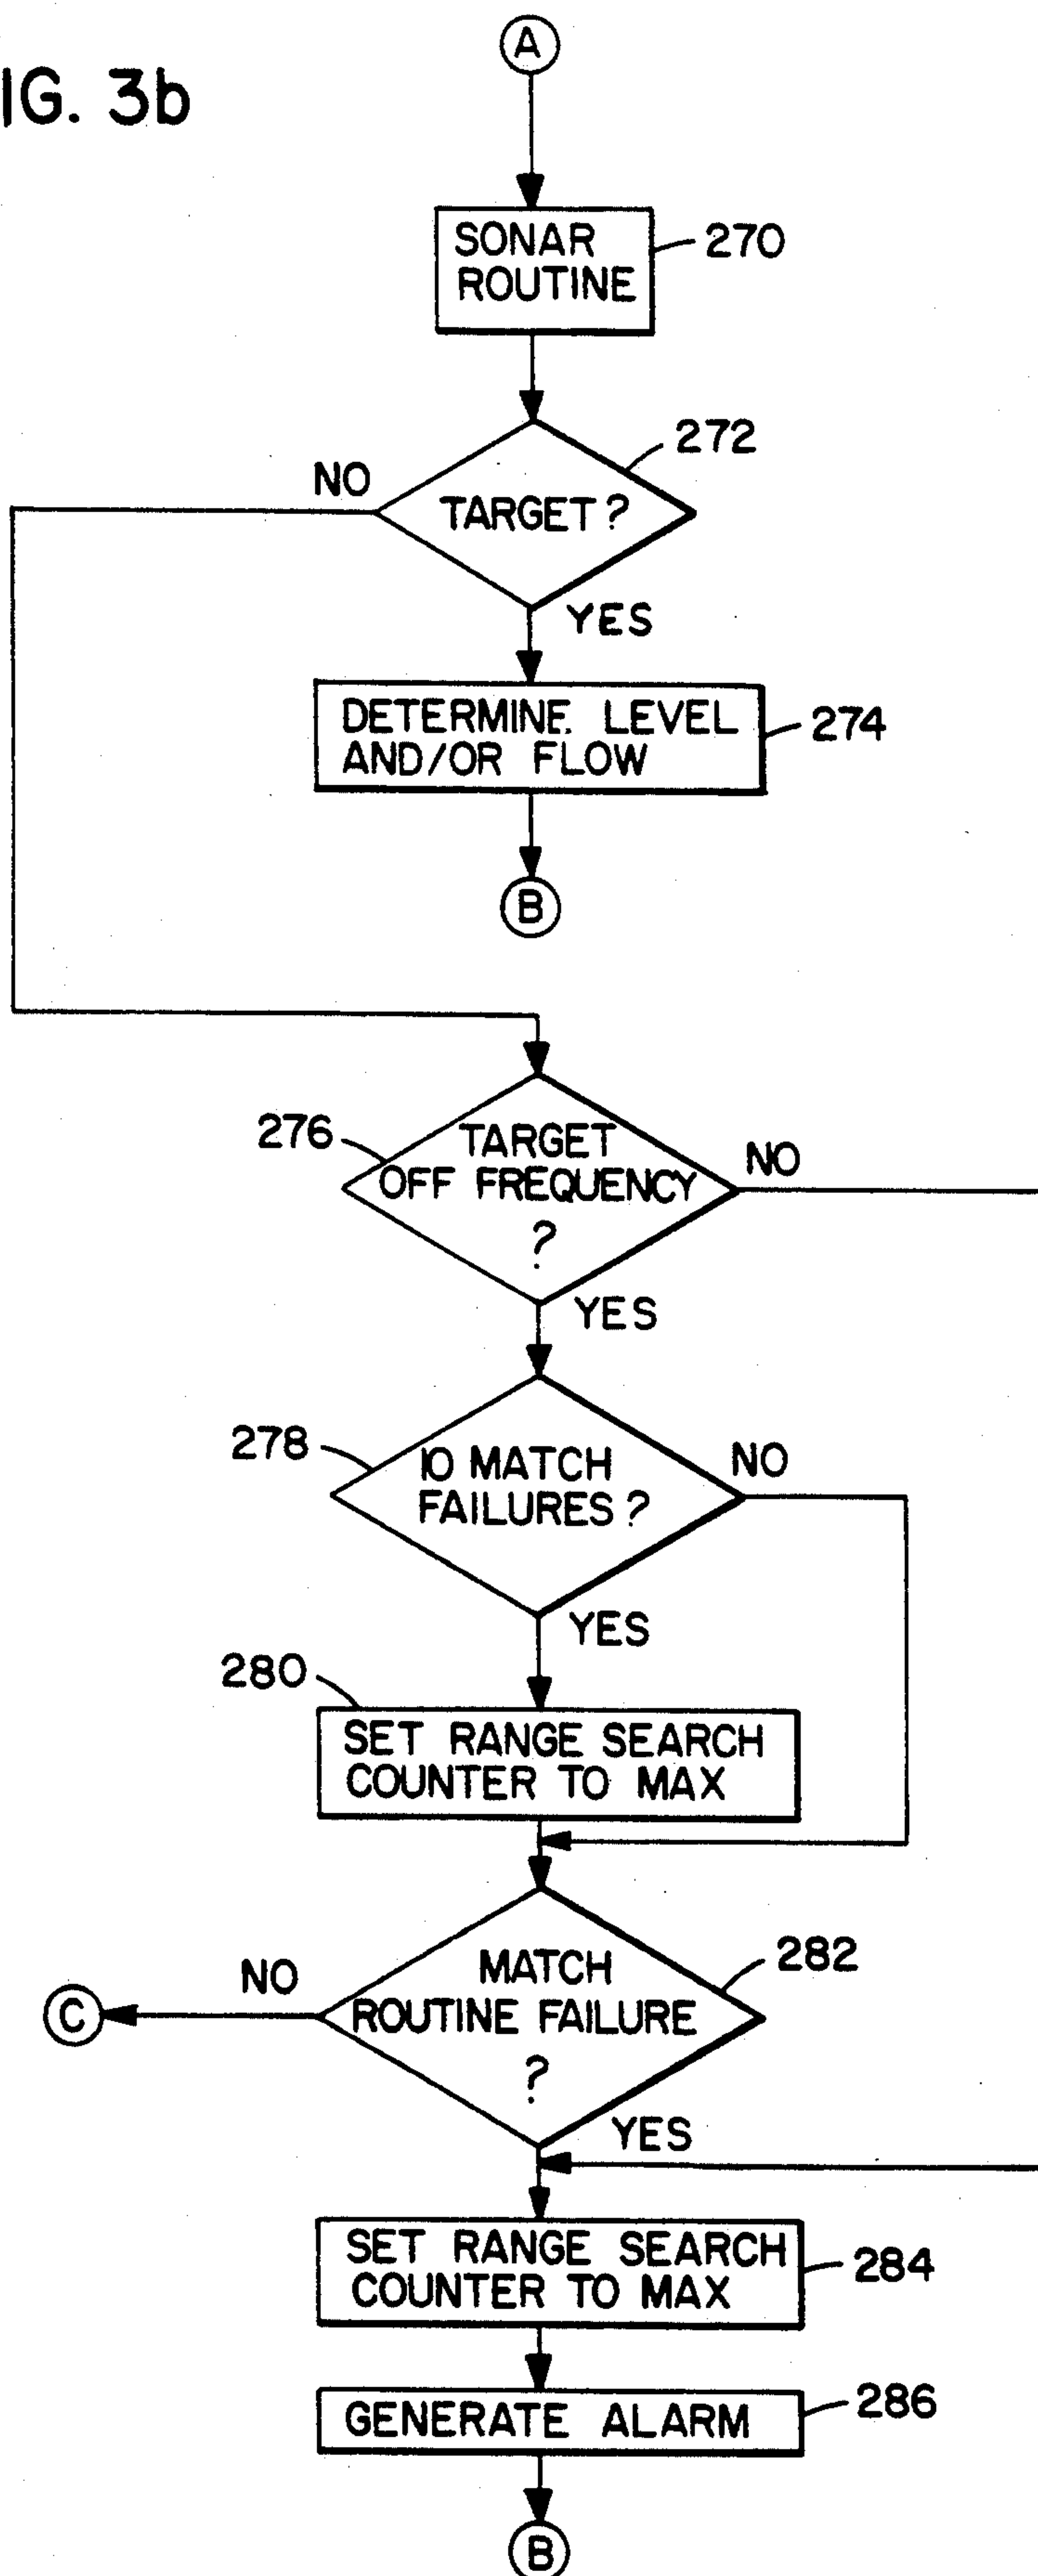 A
IG. 3b
SONAR
ROUTINE
270
272
NO
TARGET?
YES
DETERMINE LEVEL
AND/OR FLOW
274
B
276
TARGET
OFF FREQUENCY
?
NO
YES
278
10 MATCH
FAILURES?
NO
YES
280
SET RANGE SEARCH
COUNTER TO MAX
282
MATCH
ROUTINE FAILURE
?
NO
C
YES
SET RANGE SEARCH
COUNTER TO MAX
284
GENERATE ALARM
286
B